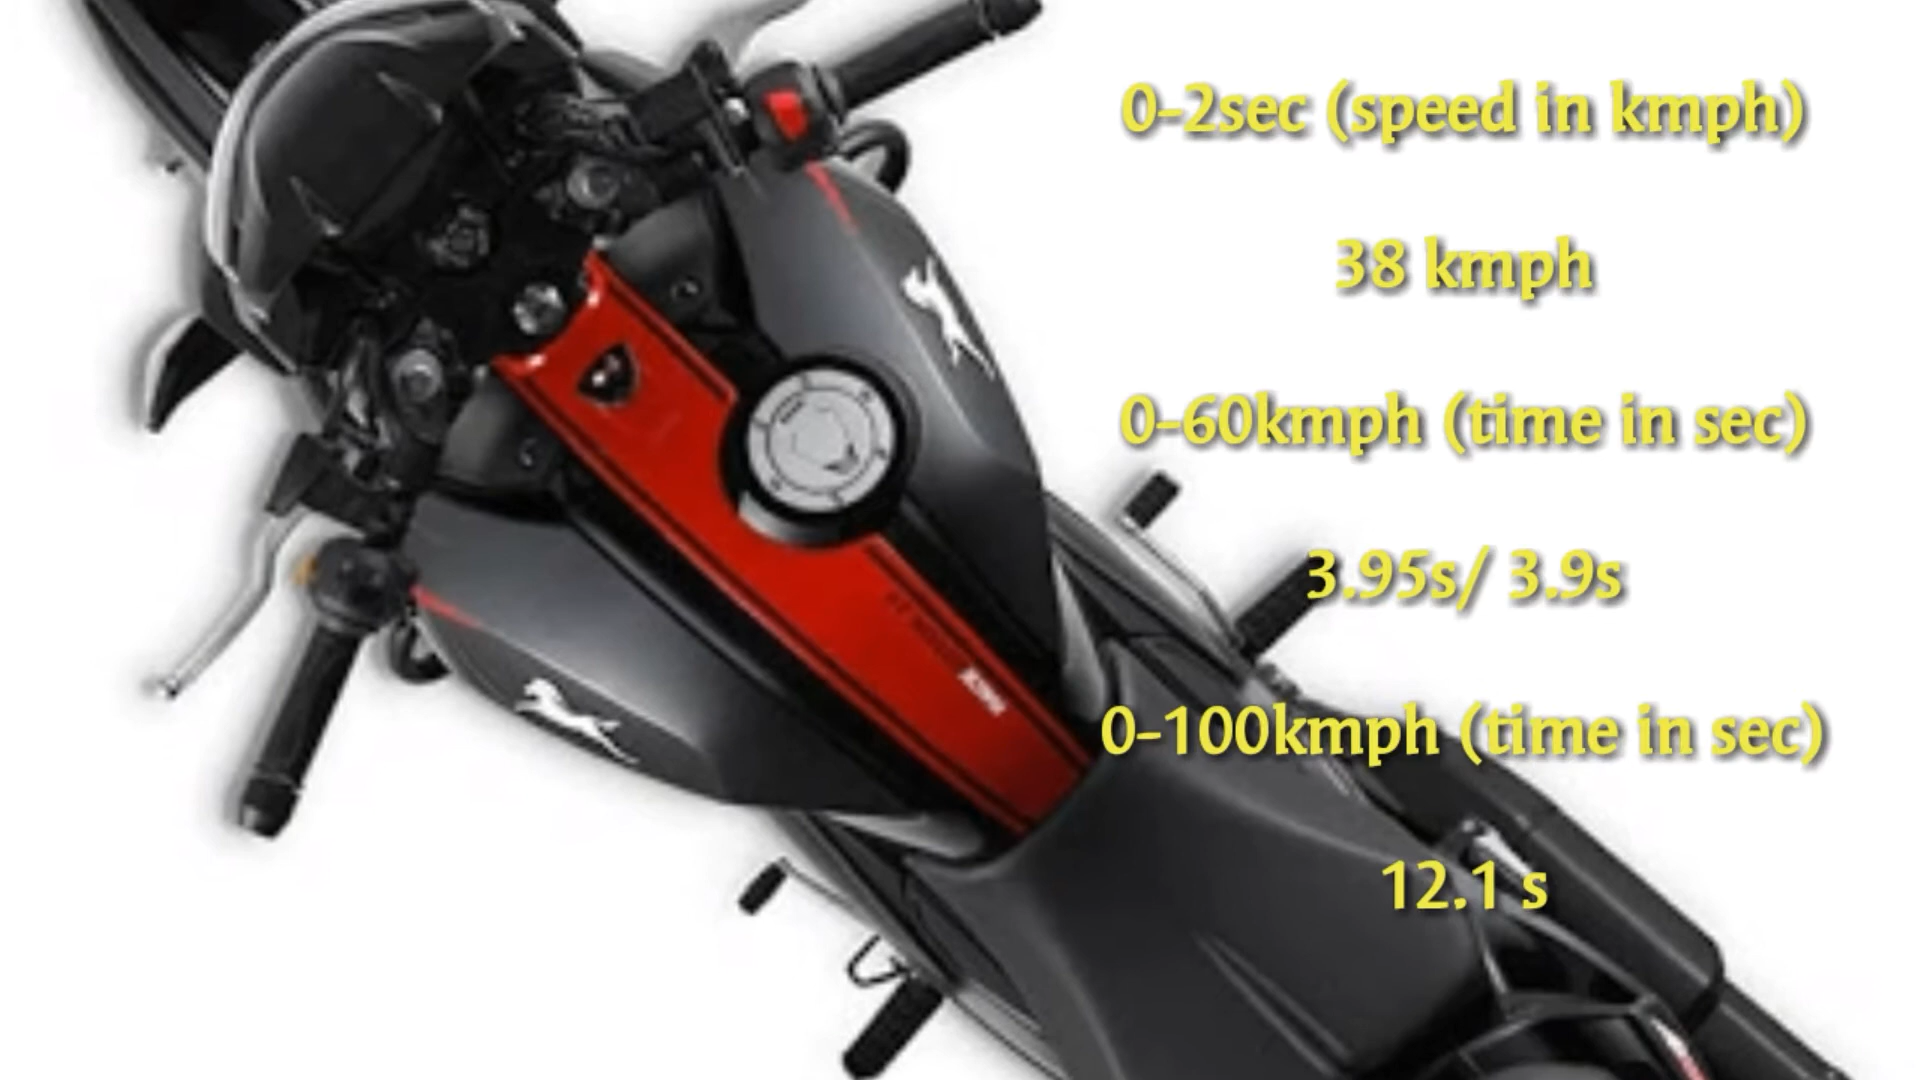 0-2sec (speed in kmph)
38 kmph
0-60kmph (time in sec)
3.95s/ 3.9s
0-100kmph (time in sec)
12.1 s